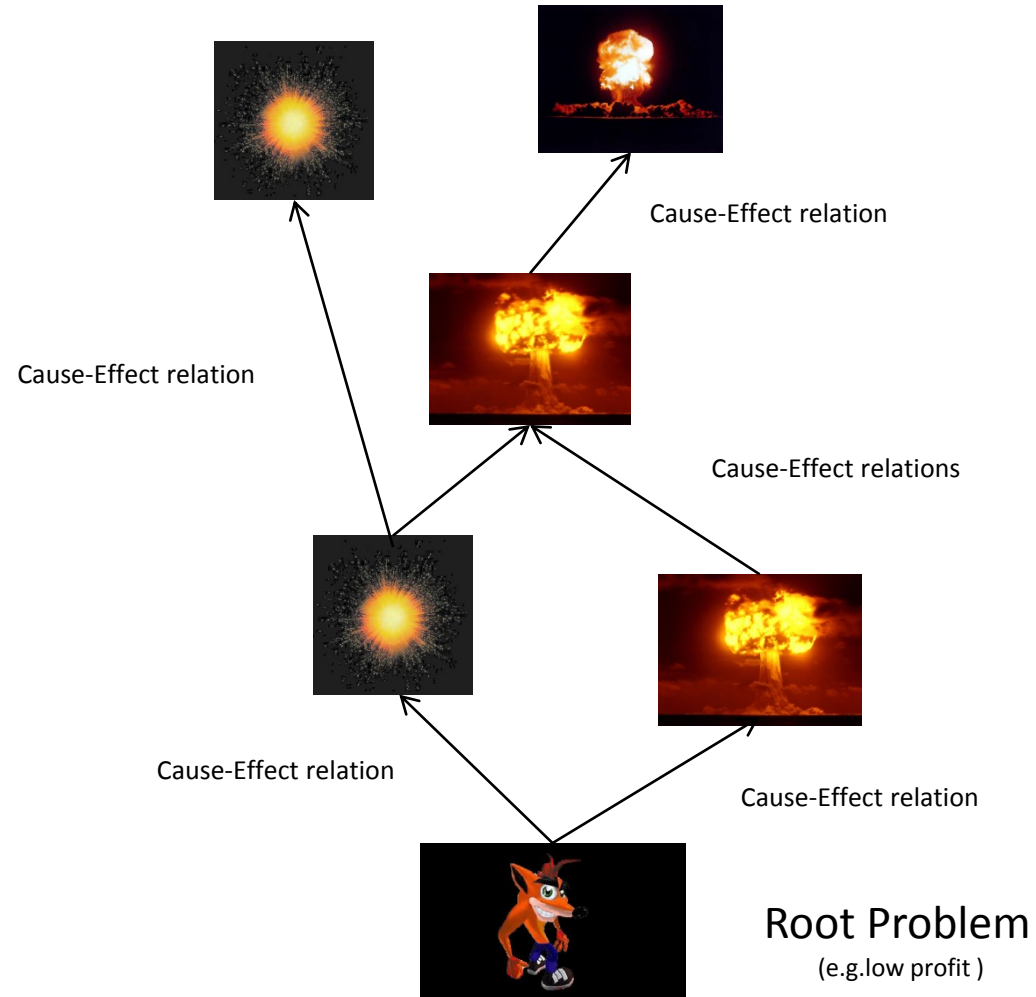 Cause-Effect relation
Cause-Effect relation
Cause-Effect relations
Cause-Effect relation
Cause-Effect relation
Root Problem
(e.g.low profit )